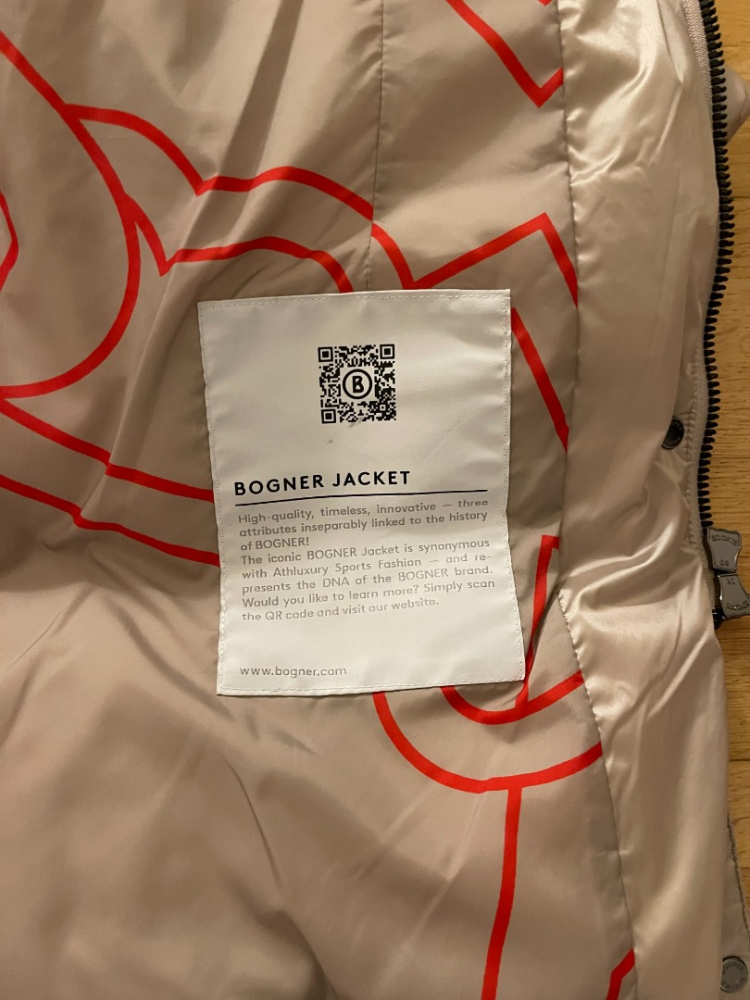 B
BOGNER JACKET
High-quality, timeless, innovative – three
attributes inseparably linked to the history
of BOGNER!
The iconic BOGNER Jacket is synonymous
with Athluxury Sports Fashion – and re-
presents the DNA of the BOGNER brand.
Would you like to learn more? Simply scan
the QR code and visit our website.
www.bogner.com